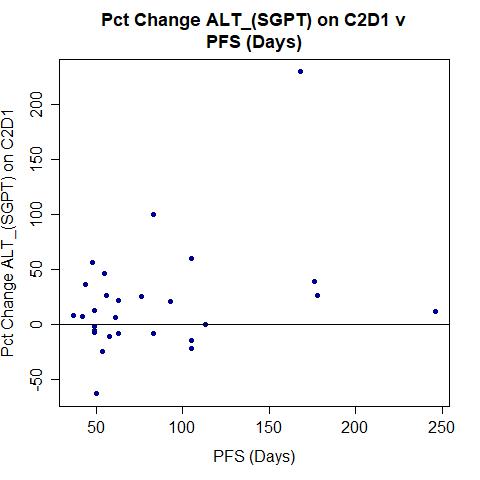 Pct Change ALT_(SGPT) on C2D1 v
PFS (Days)
Pct Change ALT_(SGPT) on C2D1
200
150
100
50
0
-50
50 100 150 200 250
PFS (Days)